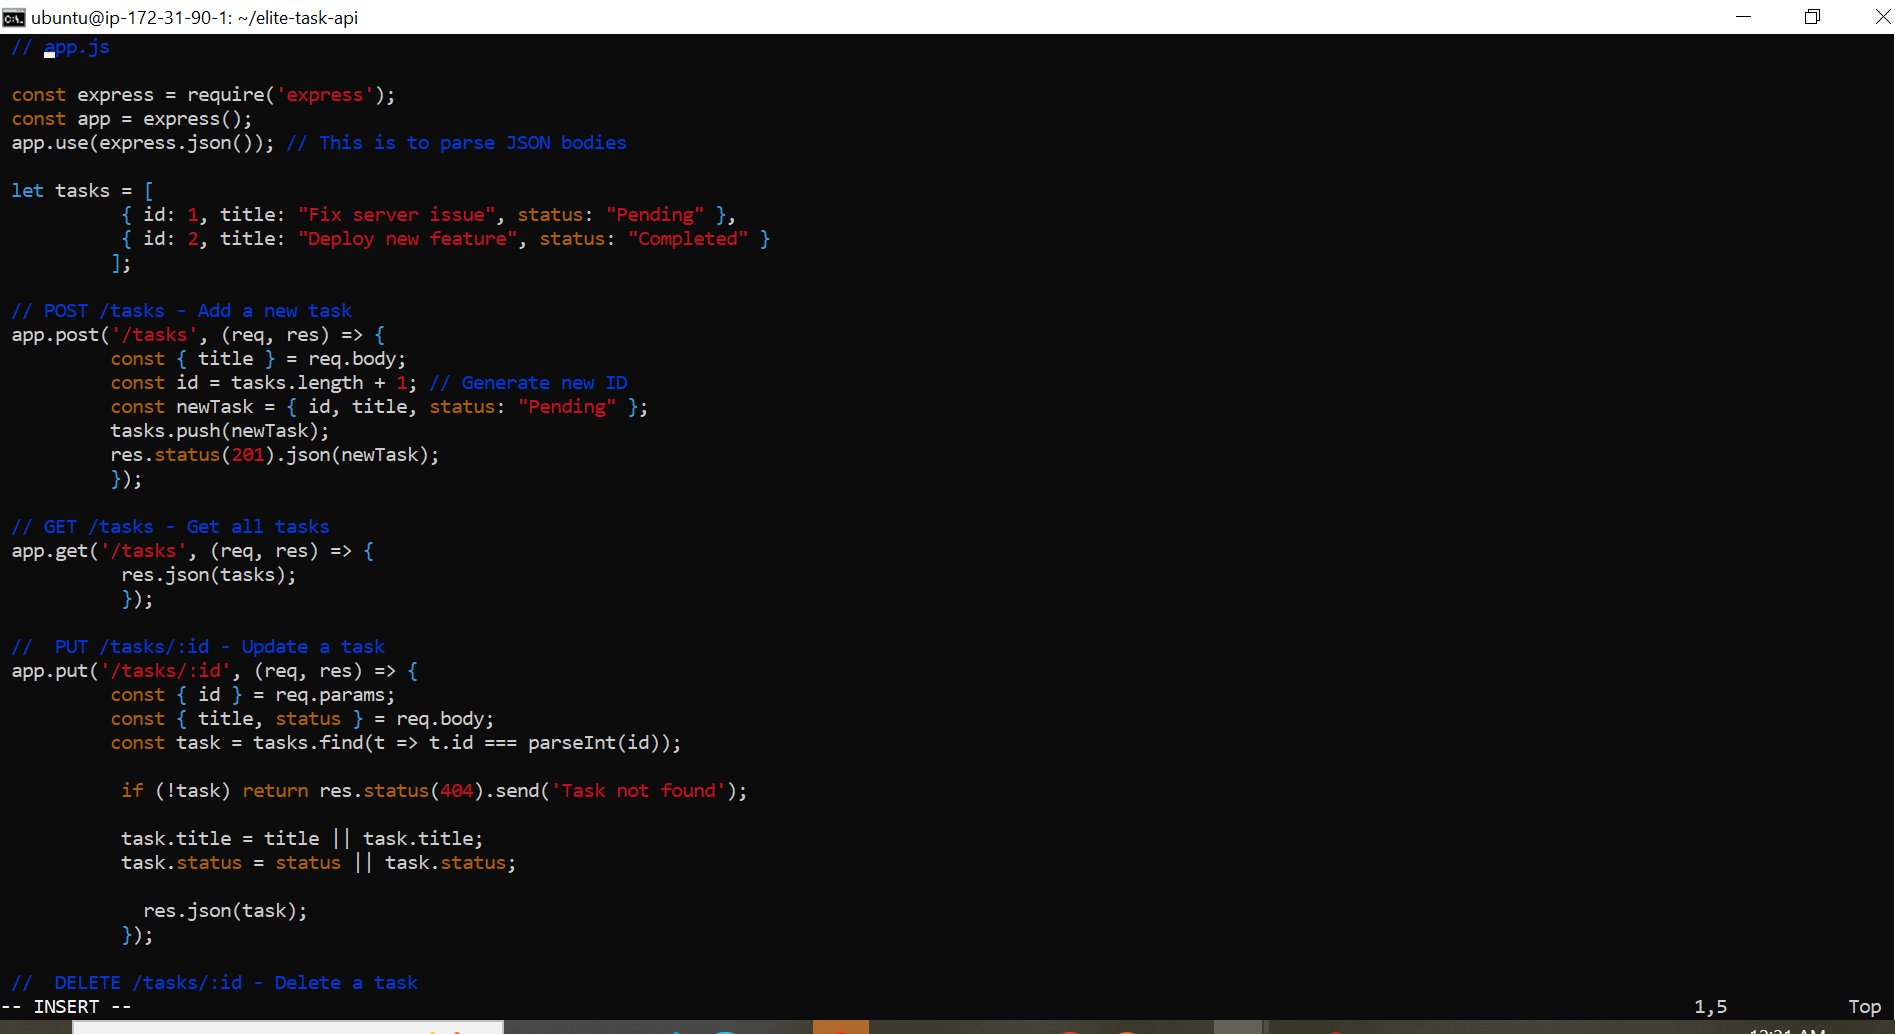 ubuntu@ip-172-31-90-1: ~/elite-task-api
// app.js
const express = require('express');
const app = express();
app.use(express.json()); // This is to parse JSON bodies
let tasks = [
{ id: 1, title: "Fix server issue", status: "Pending" },
{ id: 2, title: "Deploy new feature", status: "Completed" }
];
// POST /tasks - Add a new task
app.post('/tasks', (req, res) => {
const { title } = req.body;
const id = tasks.length + 1; // Generate new ID
const newTask = { id, title, status: "Pending" };
tasks.push(newTask);
res.status(201).json(newTask);
});
// GET /tasks - Get all tasks
app.get('/tasks', (req, res) => {
res.json(tasks);
});
//  PUT /tasks/:id - Update a task
app.put('/tasks/:id', (req, res) => {
const { id } = req.params;
const { title, status } = req.body;
const task = tasks.find(t => t.id === parseInt(id));
if (!task) return res.status(404).send('Task not found');
task.title = title || task.title;
task.status = status || task.status;
res.json(task);
});
//  DELETE /tasks/:id - Delete a task
-- INSERT -- 1,5 Top